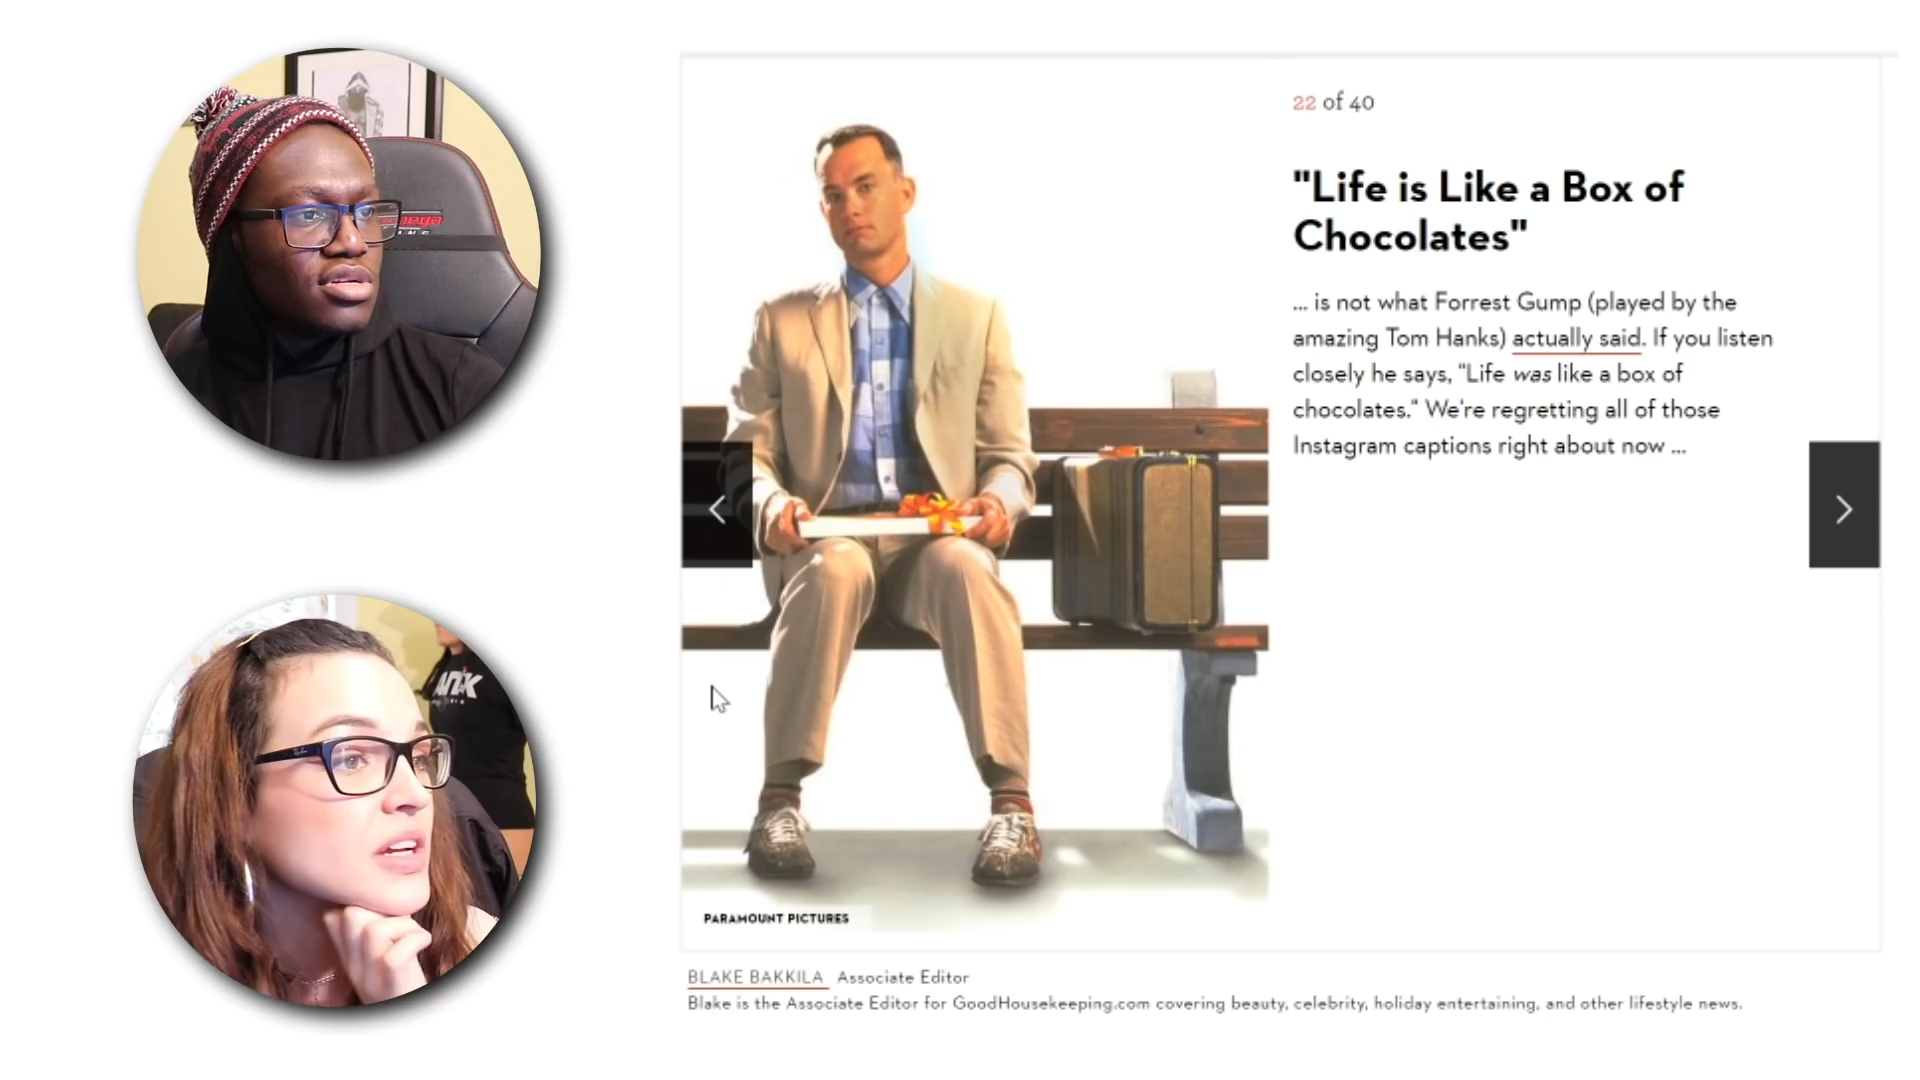 22 of 40
"Life is Like a Box of
Chocolates"
... is not what Forrest Gump (played by the
amazing Tom Hanks) actually said. If you listen
closely he says, "Life was like a box of
chocolates." We're regretting all of those
Instagram captions right about now ...
PARAMOUNT PICTURES
BLAKE BAKKILA Associate Editor
Blake is the Associate Editor for GoodHousekeeping.com covering beauty, celebrity, holiday entertaining, and other lifestyle news.
Ray-Ban